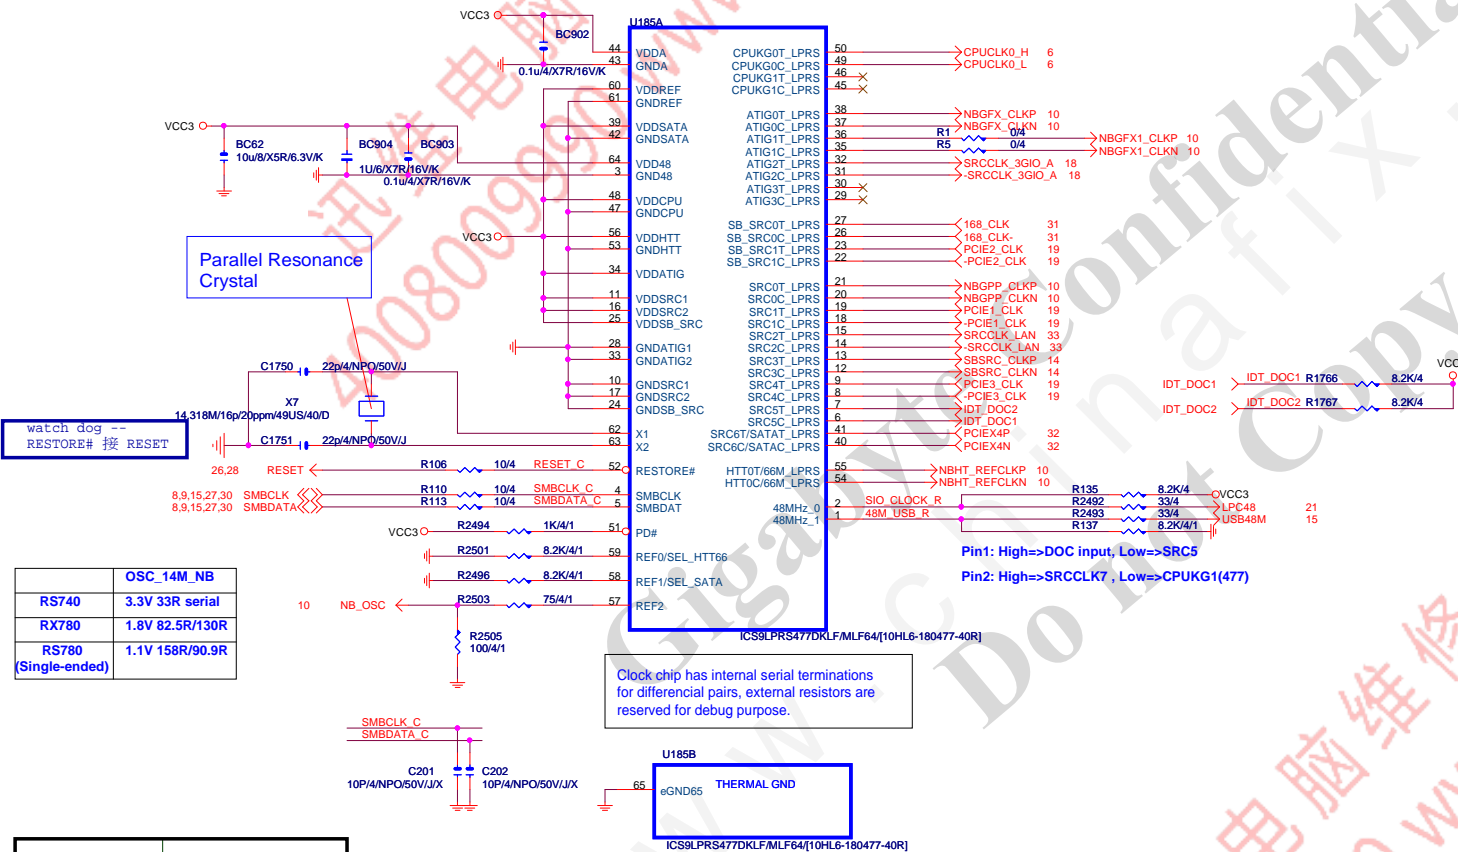 VCC3
U185A
BC902
0.1u/4/X7R/16V/K
VCC3
BC62
10u/8/X5R/6.3V/K
BC904
BC903
1U/6/X7R/16V/K
0.1u/4/X7R/16V/K
VCC3
Parallel Resonance
Crystal
C1750 22p/4/NPO/50V/J
X7
14.318M/16p/20ppm/49US/40/D
C1751 22p/4/NPO/50V/J
watch dog --
RESTORE# 接 RESET
26,28 RESET R106 10/4 RESET_C
8,9,15,27,30 SMBCLK R110 10/4 SMBCLK_C
8,9,15,27,30 SMBDATA R113 10/4 SMBDATA_C
VCC3 R2494 1K/4/1
R2501 8.2K/4/1
R2496 8.2K/4/1
10 NB_OSC R2503 75/4/1
R2505
100/4/1
44 VDDA
43 GNDA
60 VDDREF
61 GNDREF
39 VDDSATA
42 GNDSATA
64 VDD48
3 GND48
48 VDDCPU
47 GNDCPU
56 VDDHTT
53 GNDHTT
34 VDDATIG
11 VDDSRC1
16 VDDSRC2
25 VDDSB_SRC
28 GNDATIG1
33 GNDATIG2
10 GNDSRC1
17 GNDSRC2
24 GNDSB_SRC
62 X1
63 X2
52 RESTORE#
4 SMBCLK
5 SMBDAT
51 PD#
59 REF0/SEL_HTT66
58 REF1/SEL_SATA
57 REF2
CPUKG0T_LPRS 50 CPUCLK0_H 6
CPUKG0C_LPRS 49 CPUCLK0_L 6
CPUKG1T_LPRS 46
CPUKG1C_LPRS 45
ATIG0T_LPRS 38 NBGFX_CLKP 10
ATIG0C_LPRS 37 NBGFX_CLKN 10
ATIG1T_LPRS 36 R1 0/4 NBGFX1_CLKP 10
ATIG1C_LPRS 35 R5 0/4 NBGFX1_CLKN 10
ATIG2T_LPRS 32 SRCCLK_3GIO_A 18
ATIG2C_LPRS 31 -SRCCLK_3GIO_A 18
ATIG3T_LPRS 30
ATIG3C_LPRS 29
SB_SRC0T_LPRS 27 168_CLK 31
SB_SRC0C_LPRS 26 168_CLK- 31
SB_SRC1T_LPRS 23 PCIE2_CLK 19
SB_SRC1C_LPRS 22 -PCIE2_CLK 19
SRC0T_LPRS 21 NBGPP_CLKP 10
SRC0C_LPRS 20 NBGPP_CLKN 10
SRC1T_LPRS 19 PCIE1_CLK 19
SRC1C_LPRS 18 -PCIE1_CLK 19
SRC2T_LPRS 15 SRCCLK_LAN 33
SRC2C_LPRS 14 -SRCCLK_LAN 33
SRC3T_LPRS 13 SBSRC_CLKP 14
SRC3C_LPRS 12 SBSRC_CLKN 14
SRC4T_LPRS 9 PCIE3_CLK 19
SRC4C_LPRS 8 -PCIE3_CLK 19
SRC5T_LPRS 7 IDT_DOC2
SRC5C_LPRS 6 IDT_DOC1
SRC6T/SATAT_LPRS 41 PCIEX4P 32
SRC6C/SATAC_LPRS 40 PCIEX4N 32
HTT0T/66M_LPRS 55 NBHT_REFCLKP 10
HTT0C/66M_LPRS 54 NBHT_REFCLKN 10
48MHz_0 2 SIO_CLOCK_R
48MHz_1 1 48M_USB_R
R135 8.2K/4 VCC3
R2492 33/4 LPC48 21
R2493 33/4 USB48M 15
R137 8.2K/4/1
VCC
IDT_DOC1 IDT_DOC1 R1766 8.2K/4
IDT_DOC2 IDT_DOC2 R1767 8.2K/4
Pin1: High=>DOC input, Low=>SRC5
Pin2: High=>SRCCLK7 , Low=>CPUKG1(477)
ICS9LPRS477DKLF/MLF64/[10HL6-180477-40R]
OSC_14M_NB
RS740 3.3V 33R serial
RX780 1.8V 82.5R/130R
RS780 1.1V 158R/90.9R
(Single-ended)
Clock chip has internal serial terminations
for differencial pairs, external resistors are
reserved for debug purpose.
SMBCLK_C
SMBDATA_C
C201
10P/4/NPO/50V/J/X
C202
10P/4/NPO/50V/J/X
U185B
65 eGND65 THERMAL GND
ICS9LPRS477DKLF/MLF64/[10HL6-180477-40R]
Gigabyte Confidential
Do not Copy
迅维电脑
4008009990
电脑维修